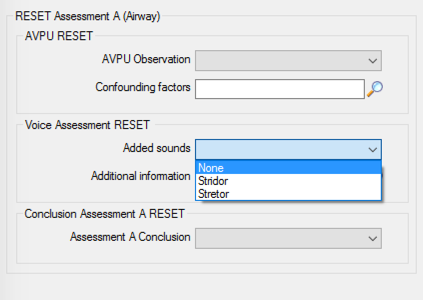 RESET Assessment A (Airway)
AVPU RESET
AVPU Observation
Confounding factors
Voice Assessment RESET
Added sounds
None
Additional information
Stridor
Stretor
Conclusion Assessment A RESET
Assessment A Conclusion